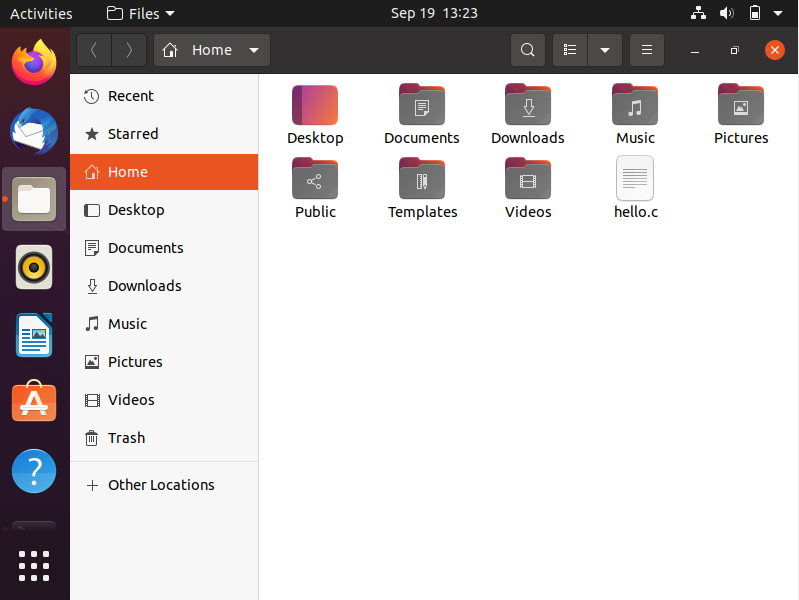 Activities Files Sep 19 13:23
Home
Recent
Starred
Home
Desktop
Documents
Downloads
Music
Pictures
Videos
Trash
Other Locations
Desktop Documents Downloads Music Pictures
Public Templates Videos hello.c